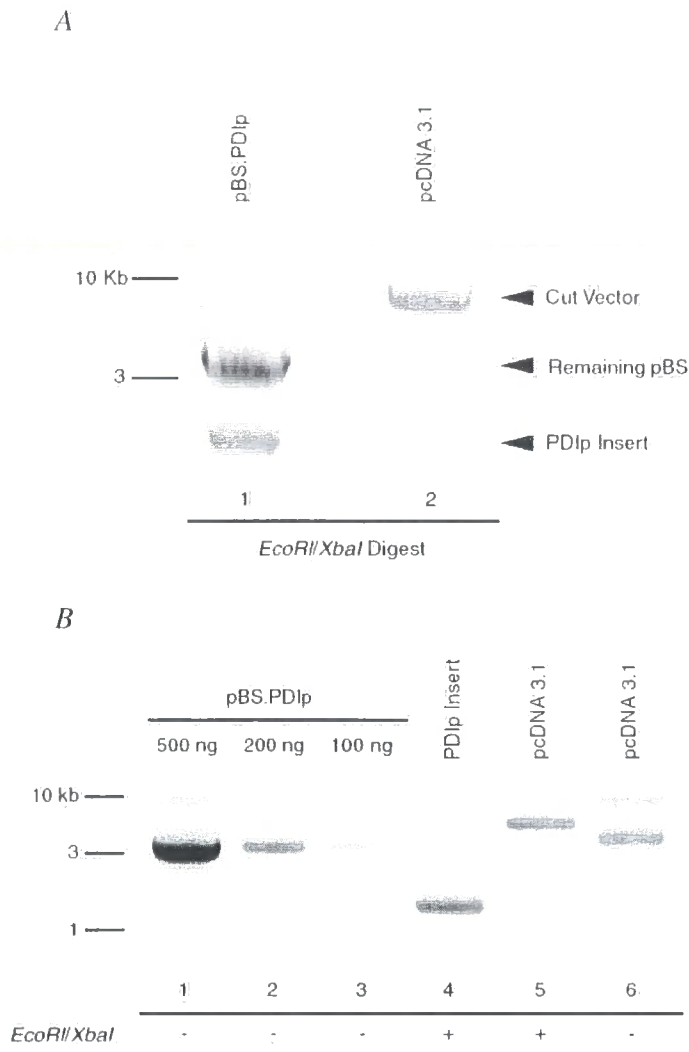 A
pBS.PDIp
pcDNA 3.1
10 Kb
Cut Vector
Remaining pBS
3
PDIp Insert
1 2
EcoRI/XbaI Digest
B
pBS.PDIp
PDIp Insert
pcDNA 3.1
pcDNA 3.1
500 ng 200 ng 100 ng
10 kb
3
1
1 2 3 4 5 6
EcoRI/XbaI - - - + + -